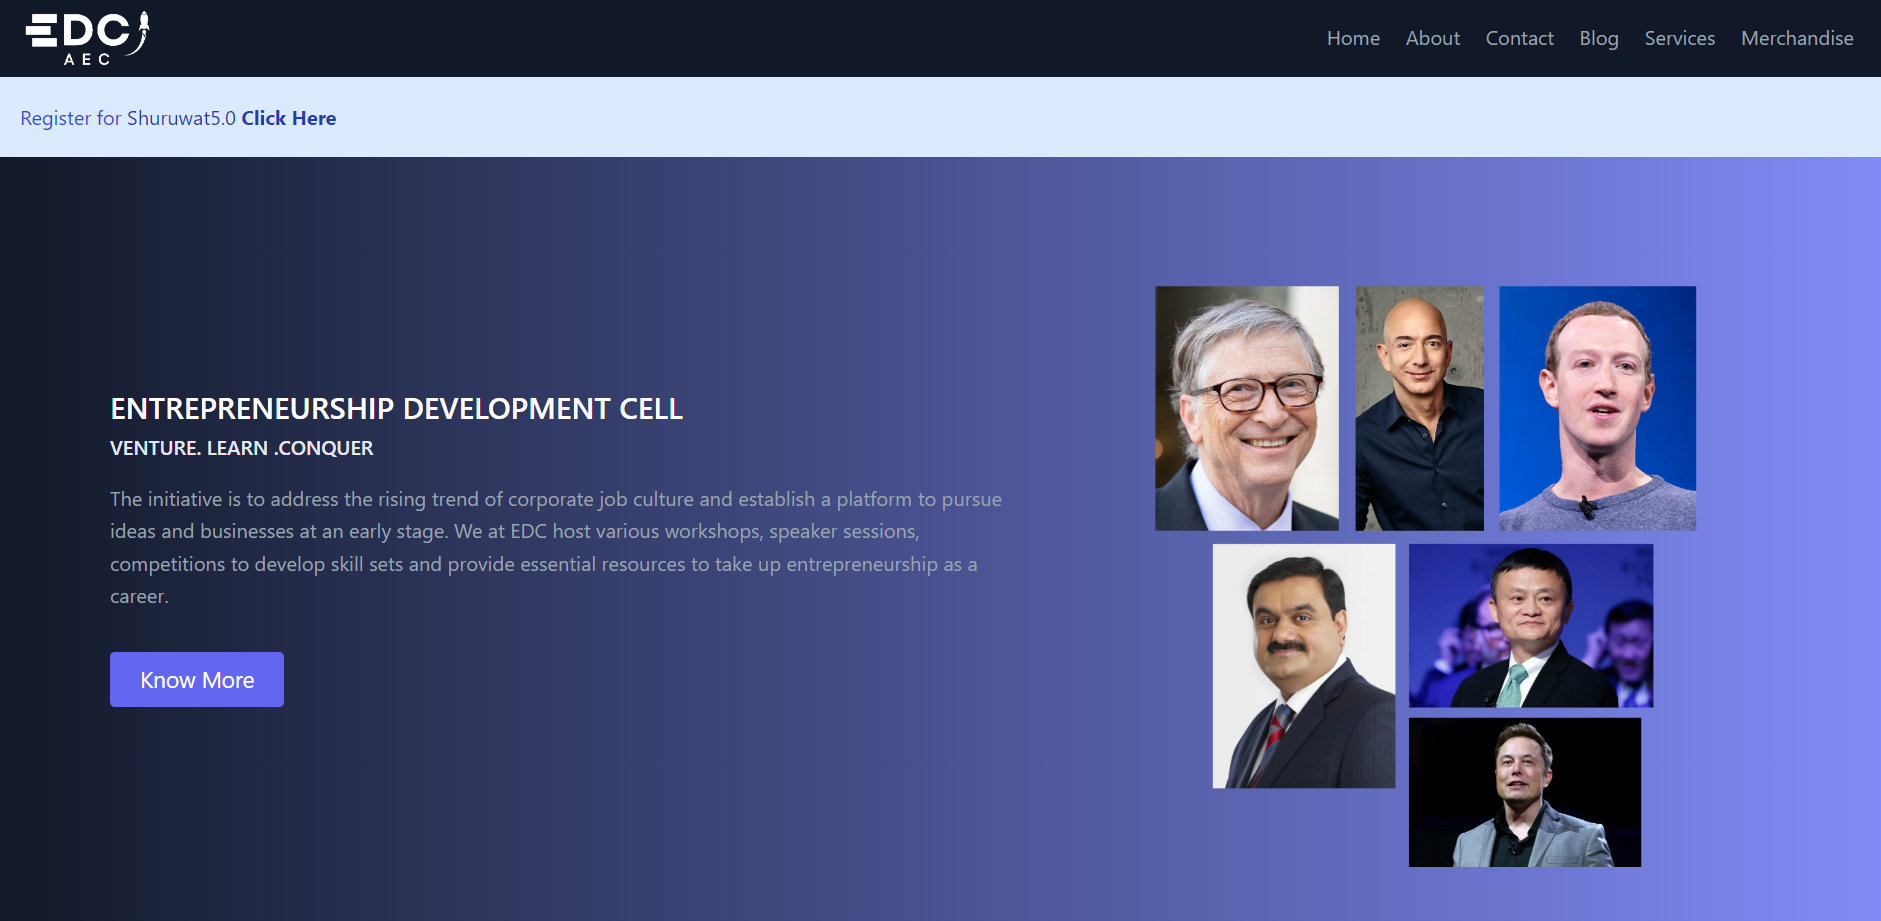 EDC
AEC
Home About Contact Blog Services Merchandise
Register for Shuruwat5.0 Click Here
ENTREPRENEURSHIP DEVELOPMENT CELL
VENTURE. LEARN .CONQUER
The initiative is to address the rising trend of corporate job culture and establish a platform to pursue
ideas and businesses at an early stage. We at EDC host various workshops, speaker sessions,
competitions to develop skill sets and provide essential resources to take up entrepreneurship as a
career.
Know More